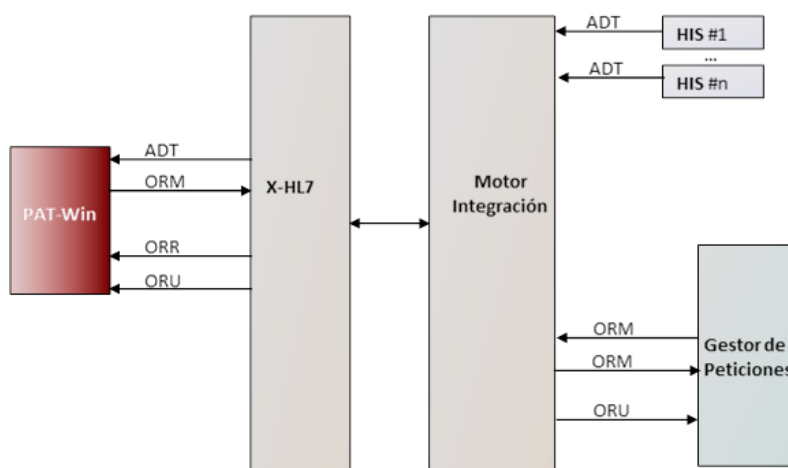 ADT
HIS #1
...
ADT
HIS #n
ADT
ORM
PAT-Win
ORR
ORU
X-HL7
Motor
Integración
ORM
ORM
ORU
Gestor de
Peticiones